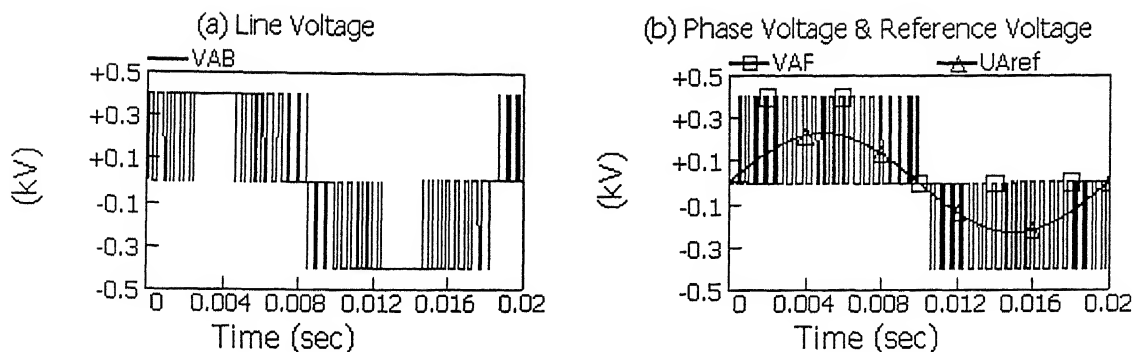 (a) Line Voltage
VAB
+0.5
+0.3
+0.1
-0.1
-0.3
-0.5
(kV)
0 0.004 0.008 0.012 0.016 0.02
Time (sec)
(b) Phase Voltage & Reference Voltage
VAF UAref
+0.5
+0.3
+0.1
-0.1
-0.3
-0.5
(kV)
0 0.004 0.008 0.012 0.016 0.02
Time (sec)